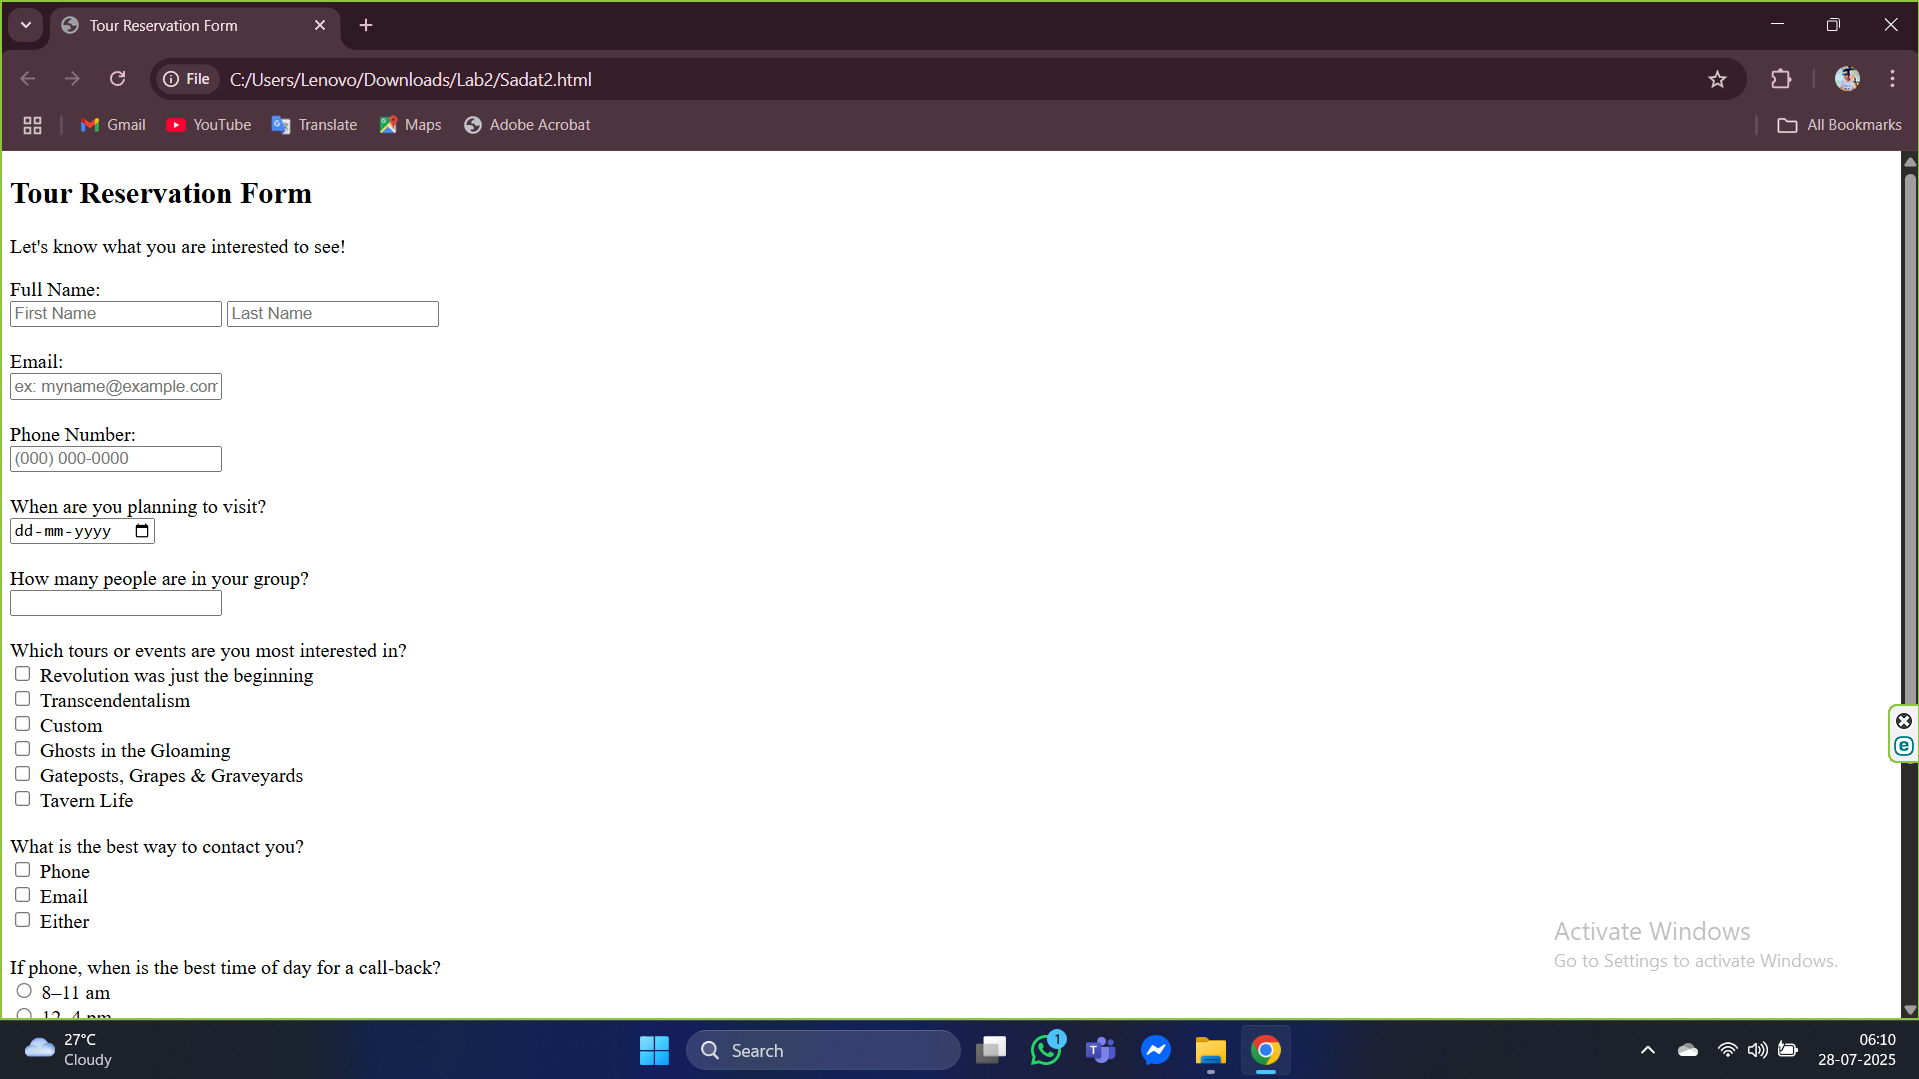 Tour Reservation Form
File C:/Users/Lenovo/Downloads/Lab2/Sadat2.html
Gmail YouTube Translate Maps Adobe Acrobat All Bookmarks
Tour Reservation Form
Let's know what you are interested to see!
Full Name:
First Name Last Name
Email:
ex: myname@example.com
Phone Number:
(000) 000-0000
When are you planning to visit?
dd-mm-yyyy
How many people are in your group?
Which tours or events are you most interested in?
Revolution was just the beginning
Transcendentalism
Custom
Ghosts in the Gloaming
Gateposts, Grapes & Graveyards
Tavern Life
What is the best way to contact you?
Phone
Email
Either
If phone, when is the best time of day for a call-back?
8–11 am
12–4 pm
Activate Windows
Go to Settings to activate Windows.
27°C
Cloudy
Search
1
06:10
28-07-2025